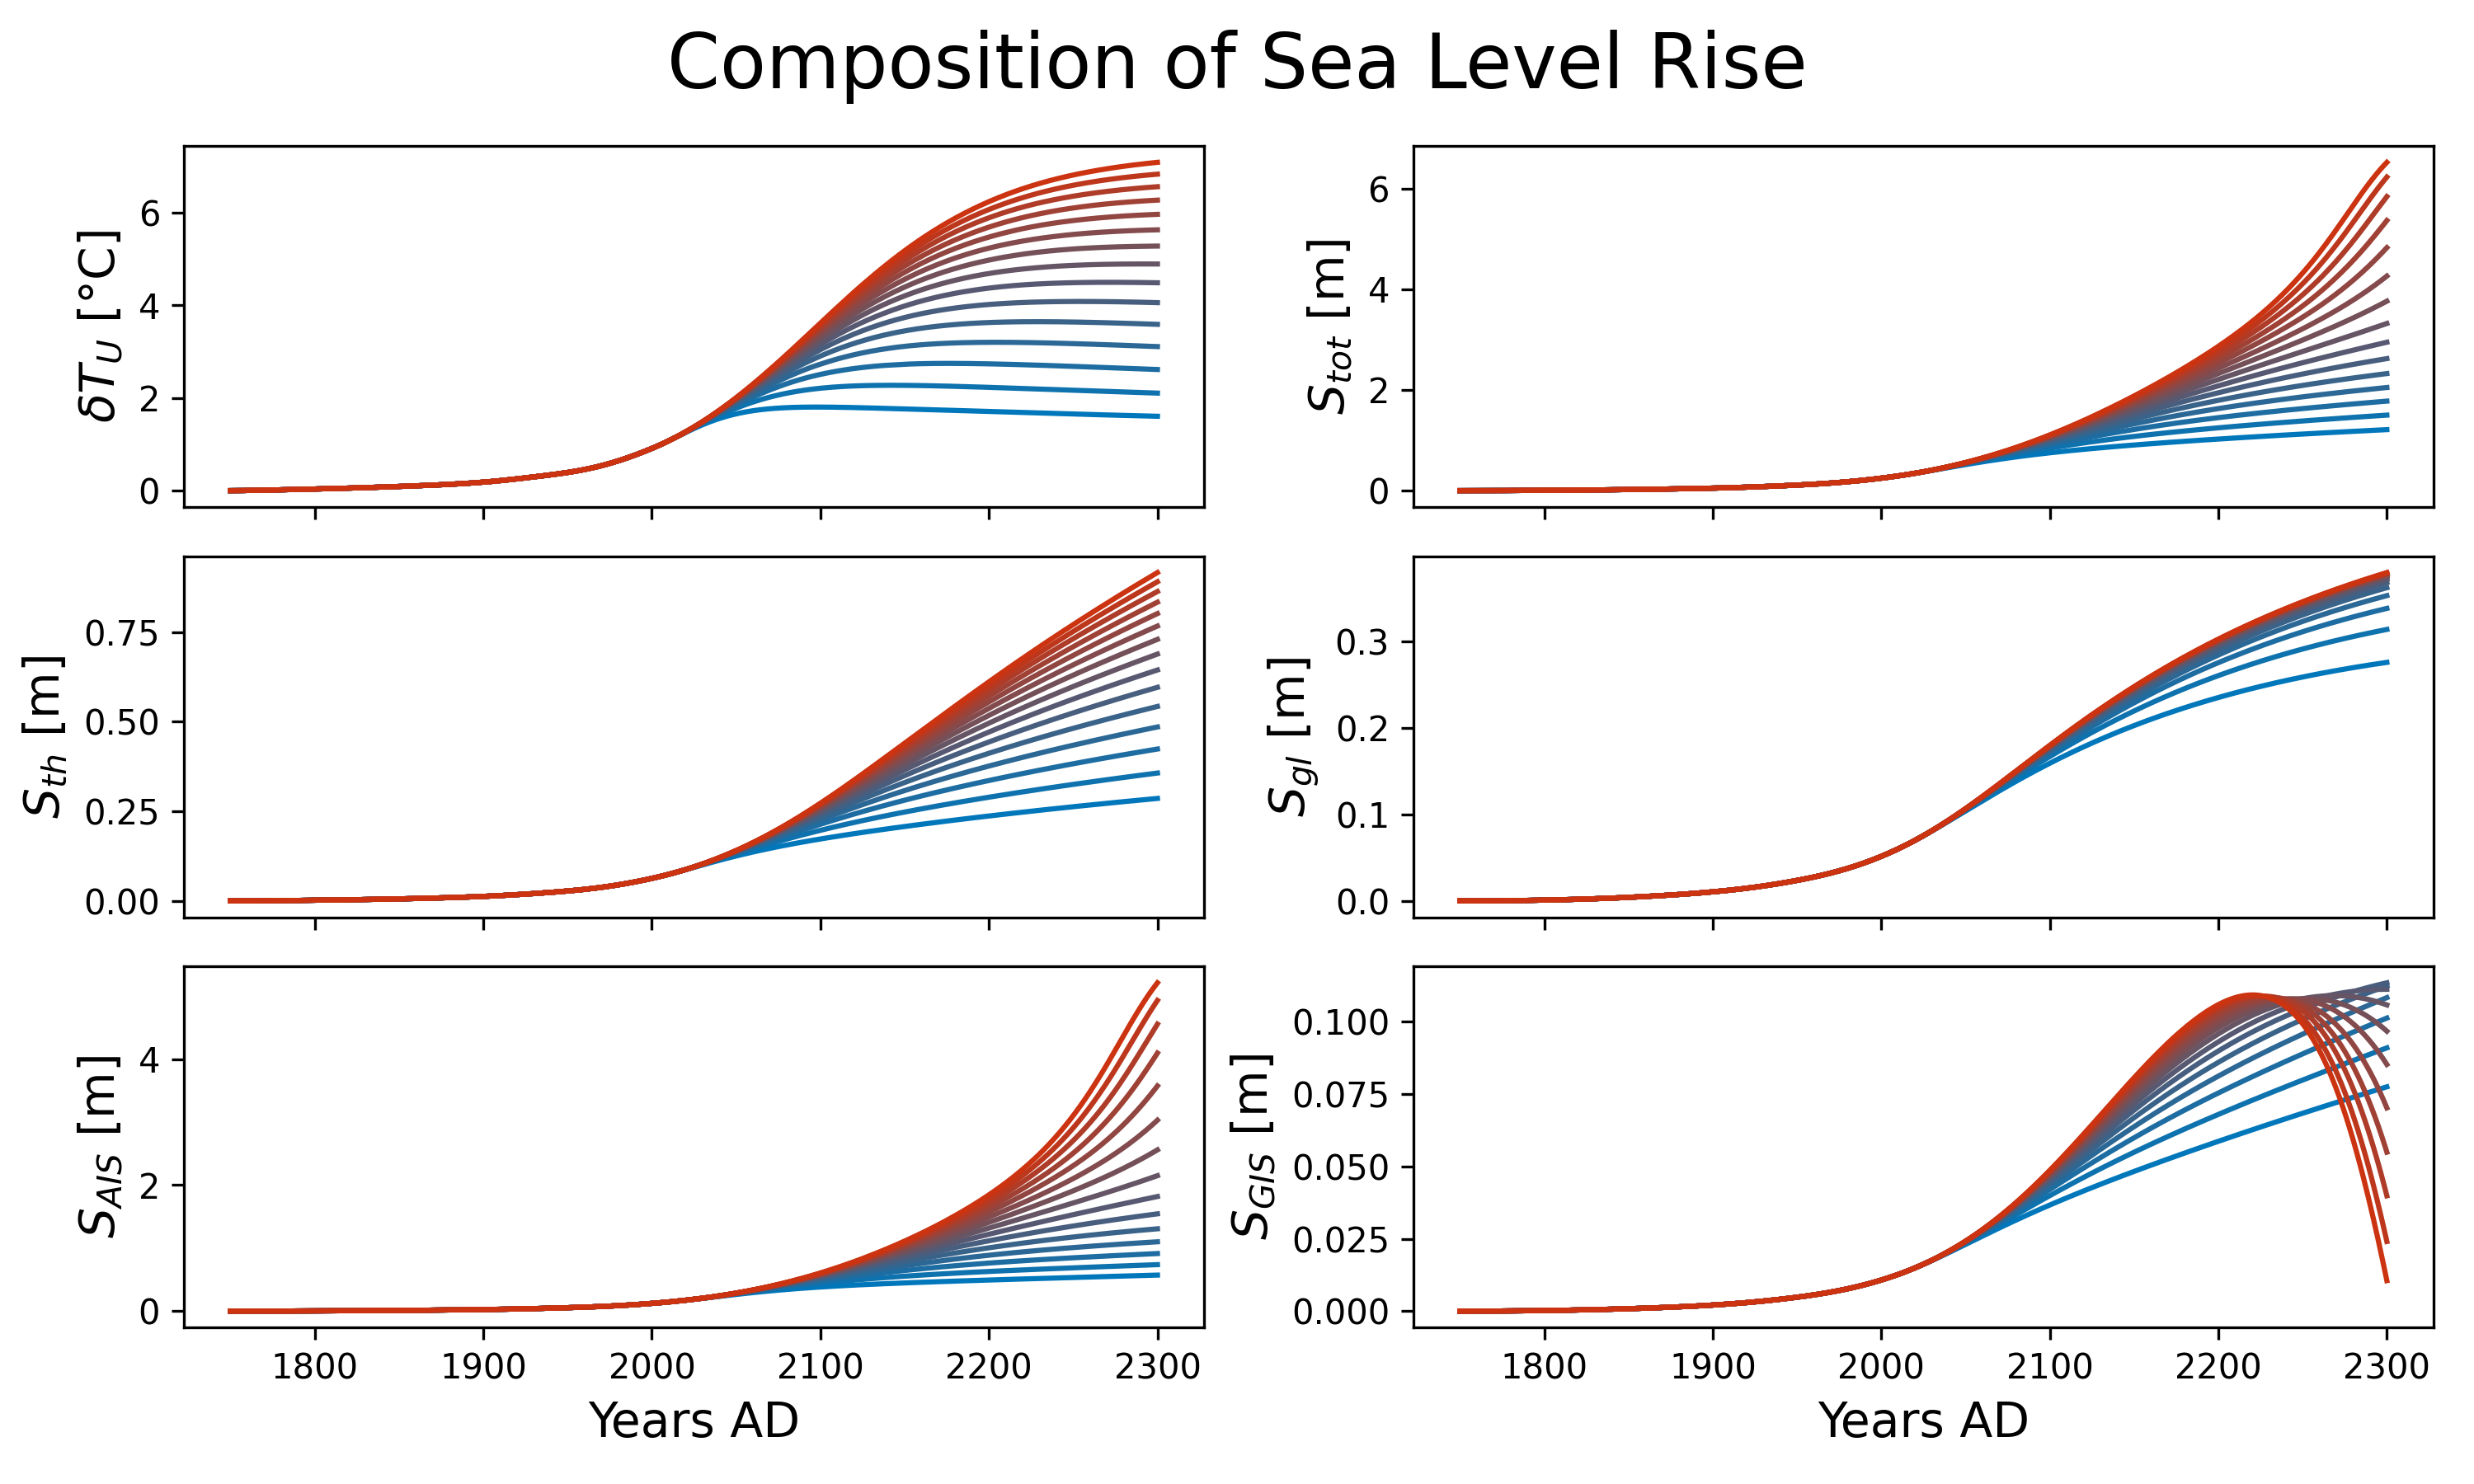 Composition of Sea Level Rise
δT_U [°C]
6
4
2
0
S_tot [m]
6
4
2
0
S_th [m]
0.75
0.50
0.25
0.00
S_gl [m]
0.3
0.2
0.1
0.0
S_AIS [m]
4
2
0
1800 1900 2000 2100 2200 2300
Years AD
S_GIS [m]
0.100
0.075
0.050
0.025
0.000
1800 1900 2000 2100 2200 2300
Years AD